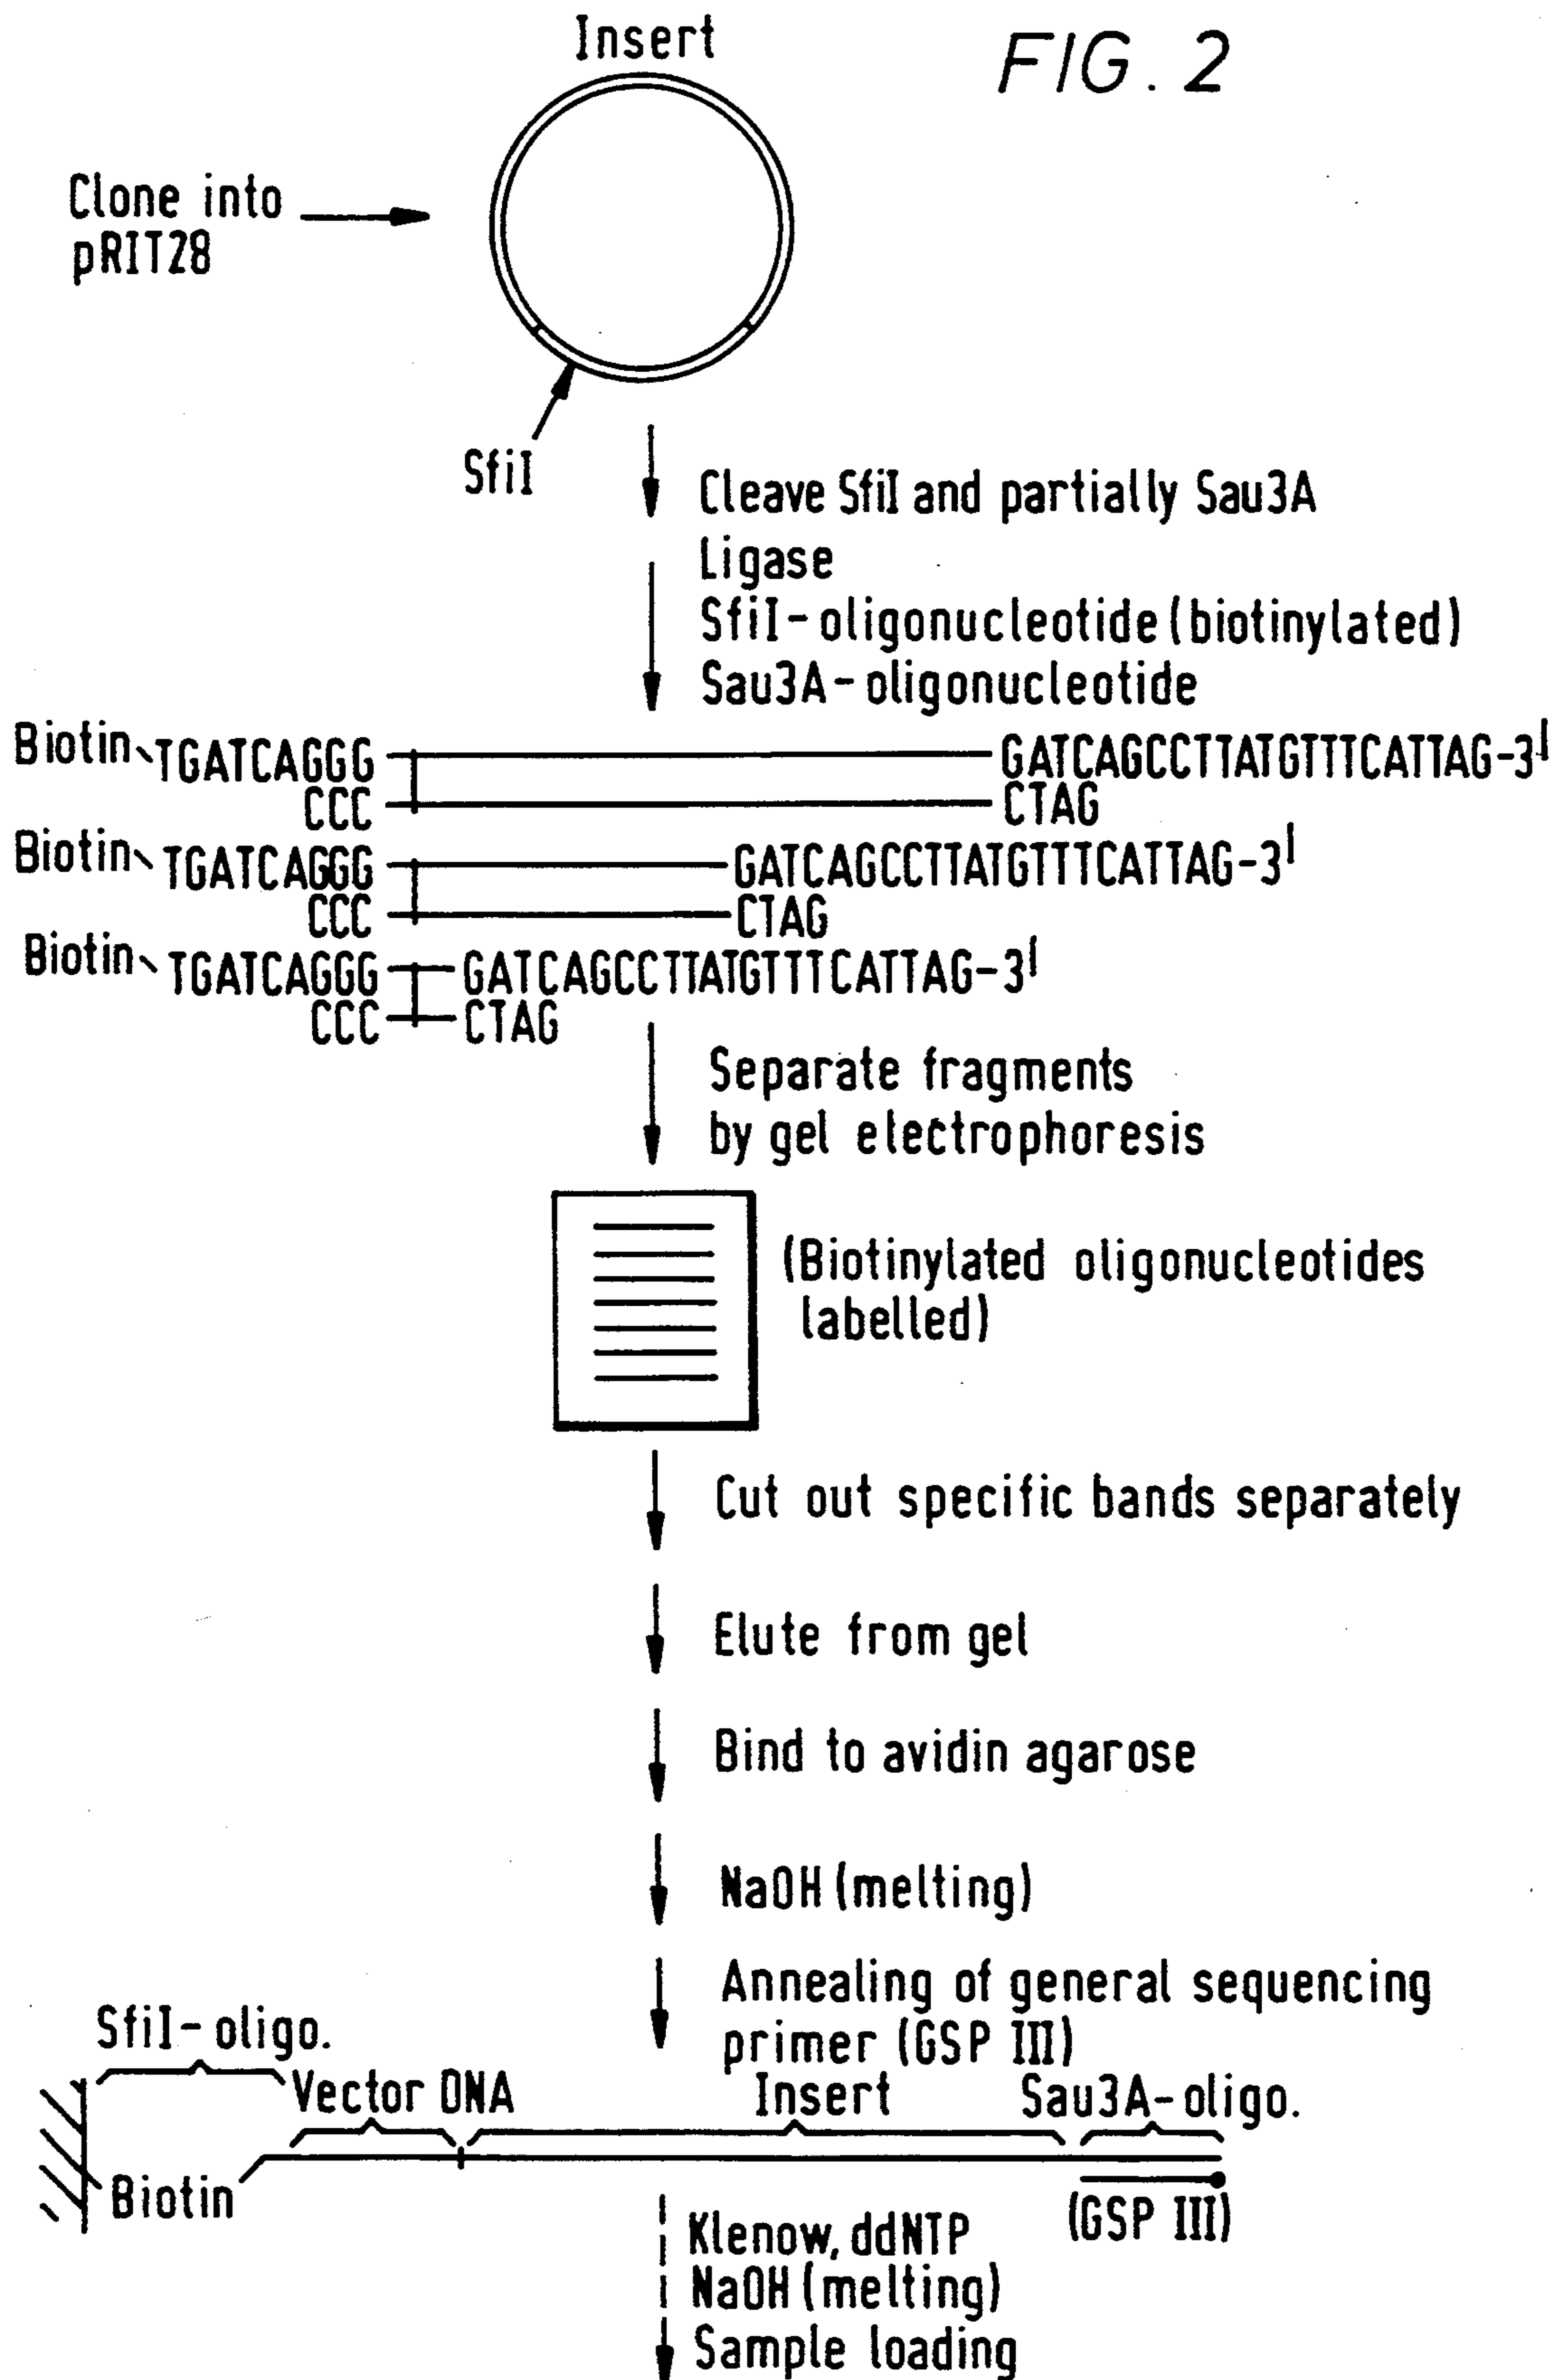 Insert
FIG. 2
Clone into
pRIT28
SfiI
Cleave SfiI and partially Sau3A
Ligase
SfiI-oligonucleotide (biotinylated)
Sau3A-oligonucleotide
Biotin TGATCAGGG GATCAGCCTTATGTTTCATTAG-3'
CCC CTAG
Biotin TGATCAGGG GATCAGCCTTATGTTTCATTAG-3'
CCC CTAG
Biotin TGATCAGGG GATCAGCCTTATGTTTCATTAG-3'
CCC CTAG
Separate fragments
by gel electrophoresis
(Biotinylated oligonucleotides
labelled)
Cut out specific bands separately
Elute from gel
Bind to avidin agarose
NaOH (melting)
Annealing of general sequencing
primer (GSP III)
SfiI-oligo.
Vector DNA Insert Sau3A-oligo.
Biotin
(GSP III)
Klenow, ddNTP
NaOH (melting)
Sample loading